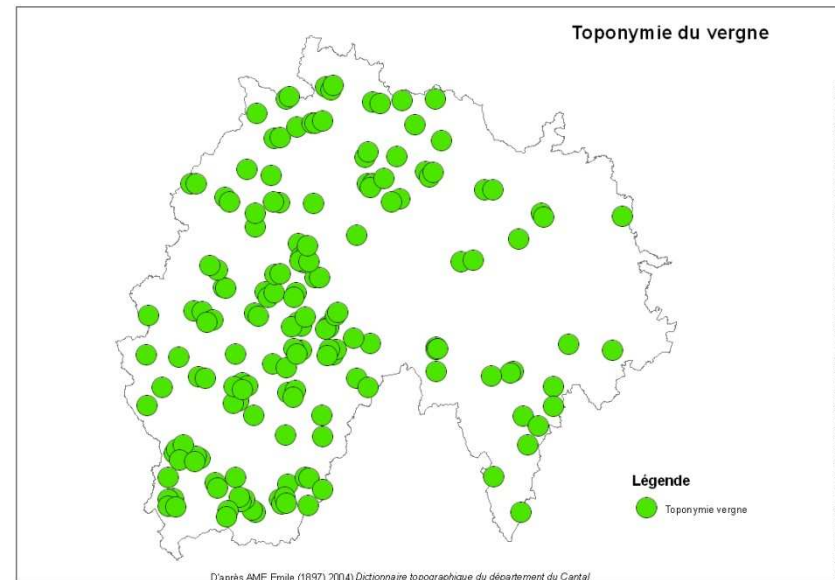 Toponymie du vergne
Légende
Toponymie vergne
D'après AME Emile (1897) 2004) Dictionnaire topographique du département du Cantal